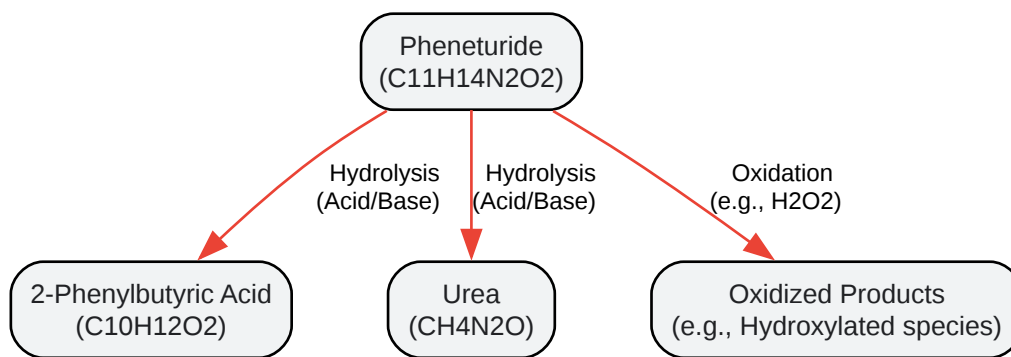 Pheneturide
(C11H14N2O2)
Hydrolysis
(Acid/Base)
Hydrolysis
(Acid/Base)
Oxidation
(e.g., H2O2)
2-Phenylbutyric Acid
(C10H12O2)
Urea
(CH4N2O)
Oxidized Products
(e.g., Hydroxylated species)